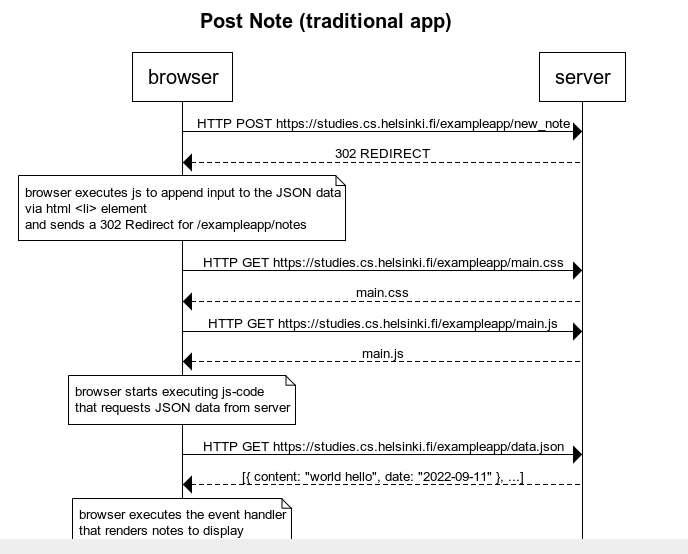 Post Note (traditional app)
browser
server
HTTP POST https://studies.cs.helsinki.fi/exampleapp/new_note
302 REDIRECT
browser executes js to append input to the JSON data
via html <li> element
and sends a 302 Redirect for /exampleapp/notes
HTTP GET https://studies.cs.helsinki.fi/exampleapp/main.css
main.css
HTTP GET https://studies.cs.helsinki.fi/exampleapp/main.js
main.js
browser starts executing js-code
that requests JSON data from server
HTTP GET https://studies.cs.helsinki.fi/exampleapp/data.json
[{ content: "world hello", date: "2022-09-11" }, ...]
browser executes the event handler
that renders notes to display